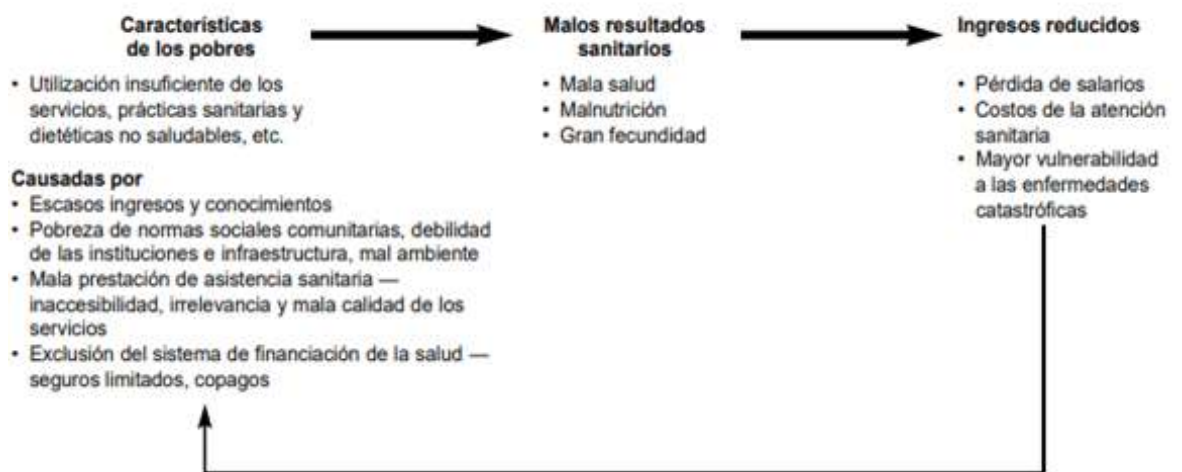 Características
de los pobres
• Utilización insuficiente de los
servicios, prácticas sanitarias y
dietéticas no saludables, etc.
Causadas por
• Escasos ingresos y conocimientos
• Pobreza de normas sociales comunitarias, debilidad
de las instituciones e infraestructura, mal ambiente
• Mala prestación de asistencia sanitaria —
inaccesibilidad, irrelevancia y mala calidad de los
servicios
• Exclusión del sistema de financiación de la salud —
seguros limitados, copagos
Malos resultados
sanitarios
• Mala salud
• Malnutrición
• Gran fecundidad
Ingresos reducidos
• Pérdida de salarios
• Costos de la atención
sanitaria
• Mayor vulnerabilidad
a las enfermedades
catastróficas